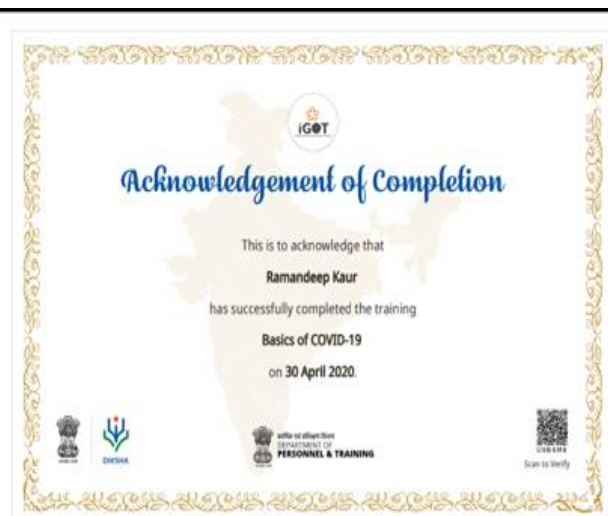 iGOT
Acknowledgement of Completion
This is to acknowledge that
Ramandeep Kaur
has successfully completed the training
Basics of COVID-19
on 30 April 2020.
DIKSHA
DEPARTMENT OF
PERSONNEL & TRAINING
Scan to Verify